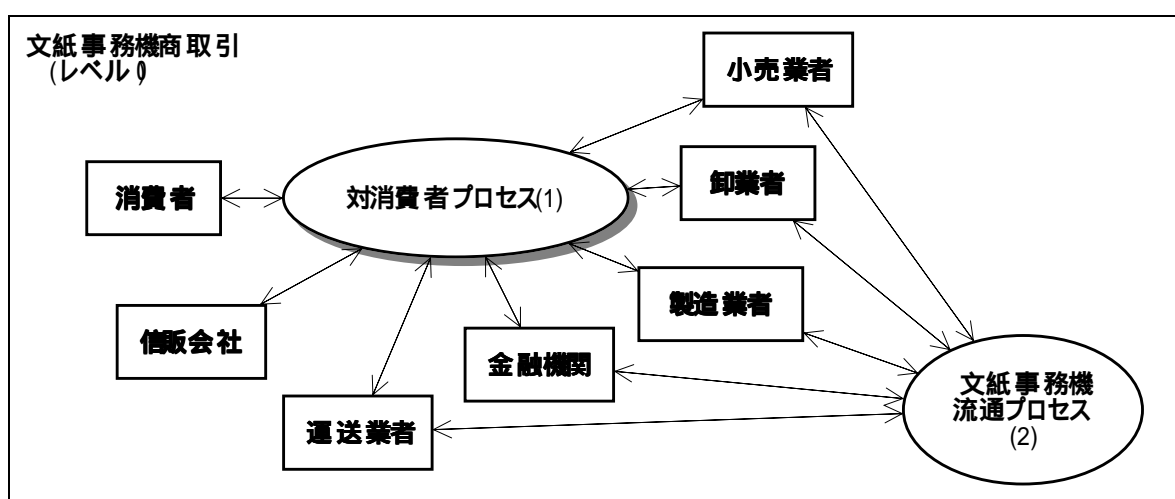 文紙事務機商取引
(レベル0)
小売業者
消費者
対消費者プロセス(1)
卸業者
製造業者
信販会社
金融機関
運送業者
文紙事務機
流通プロセス
(2)